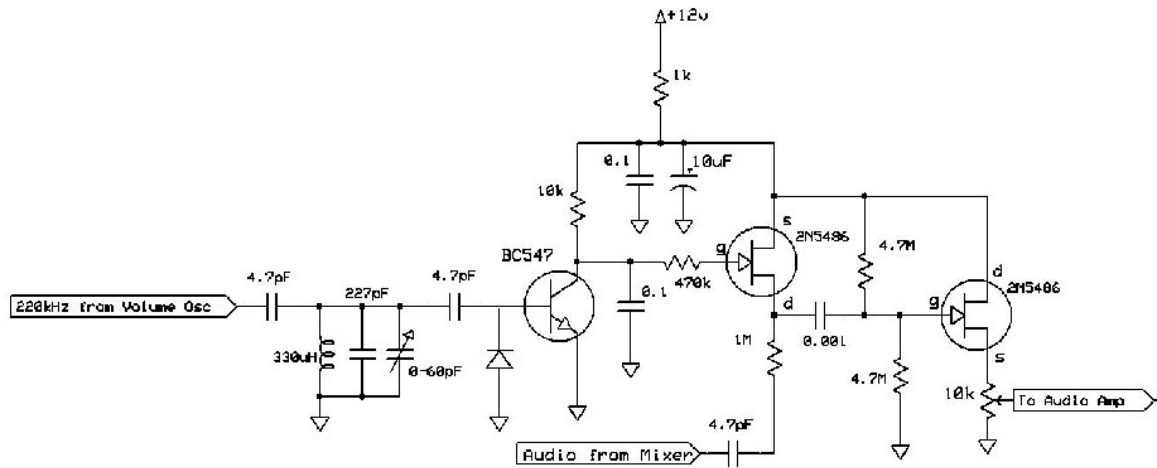 +12v
1k
0.1
10uF
10k
s
2N5486
g
4.7M
BC547
d
2N5486
4.7pF
4.7pF
227pF
470k
g
220kHz from Volume Osc
0.1
d
1M
0.001
330uH
0-60pF
4.7M
s
10k
To Audio Amp
4.7pF
Audio from Mixer